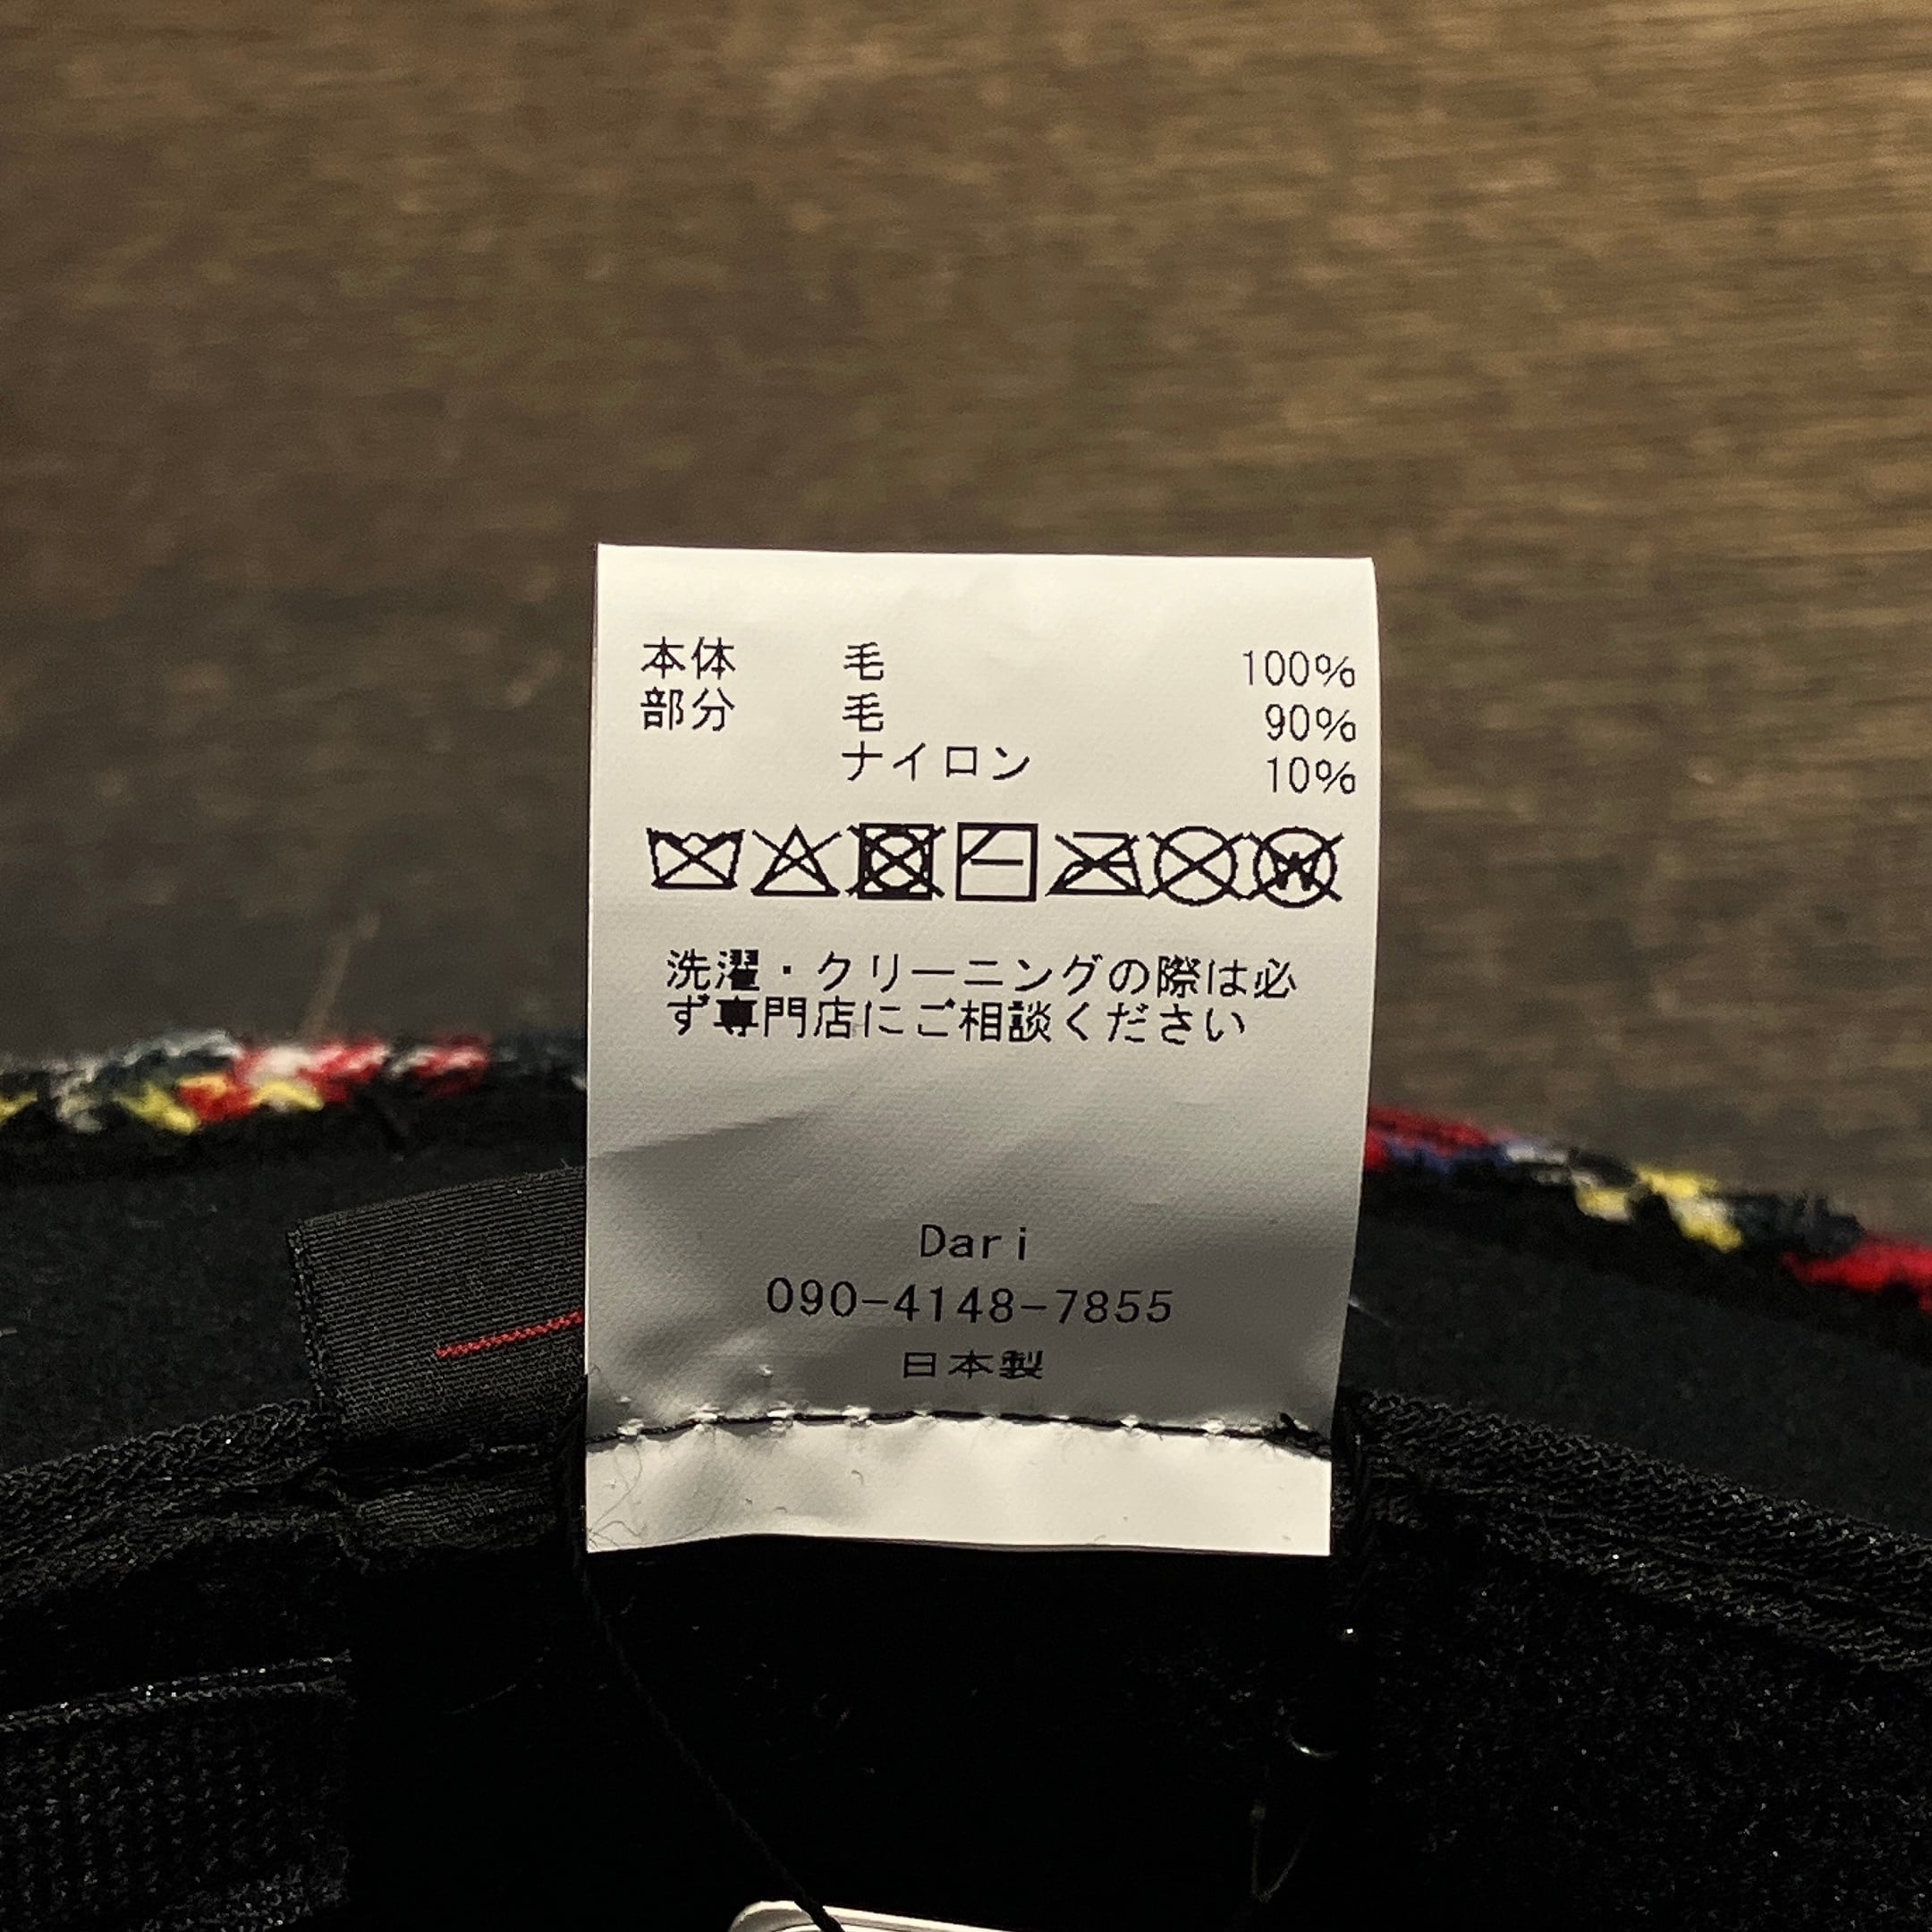 本体 毛 100%
部分 毛 90%
ナイロン 10%
W
洗濯・クリーニングの際は必
ず専門店にご相談ください
Dari
090-4148-7855
日本製